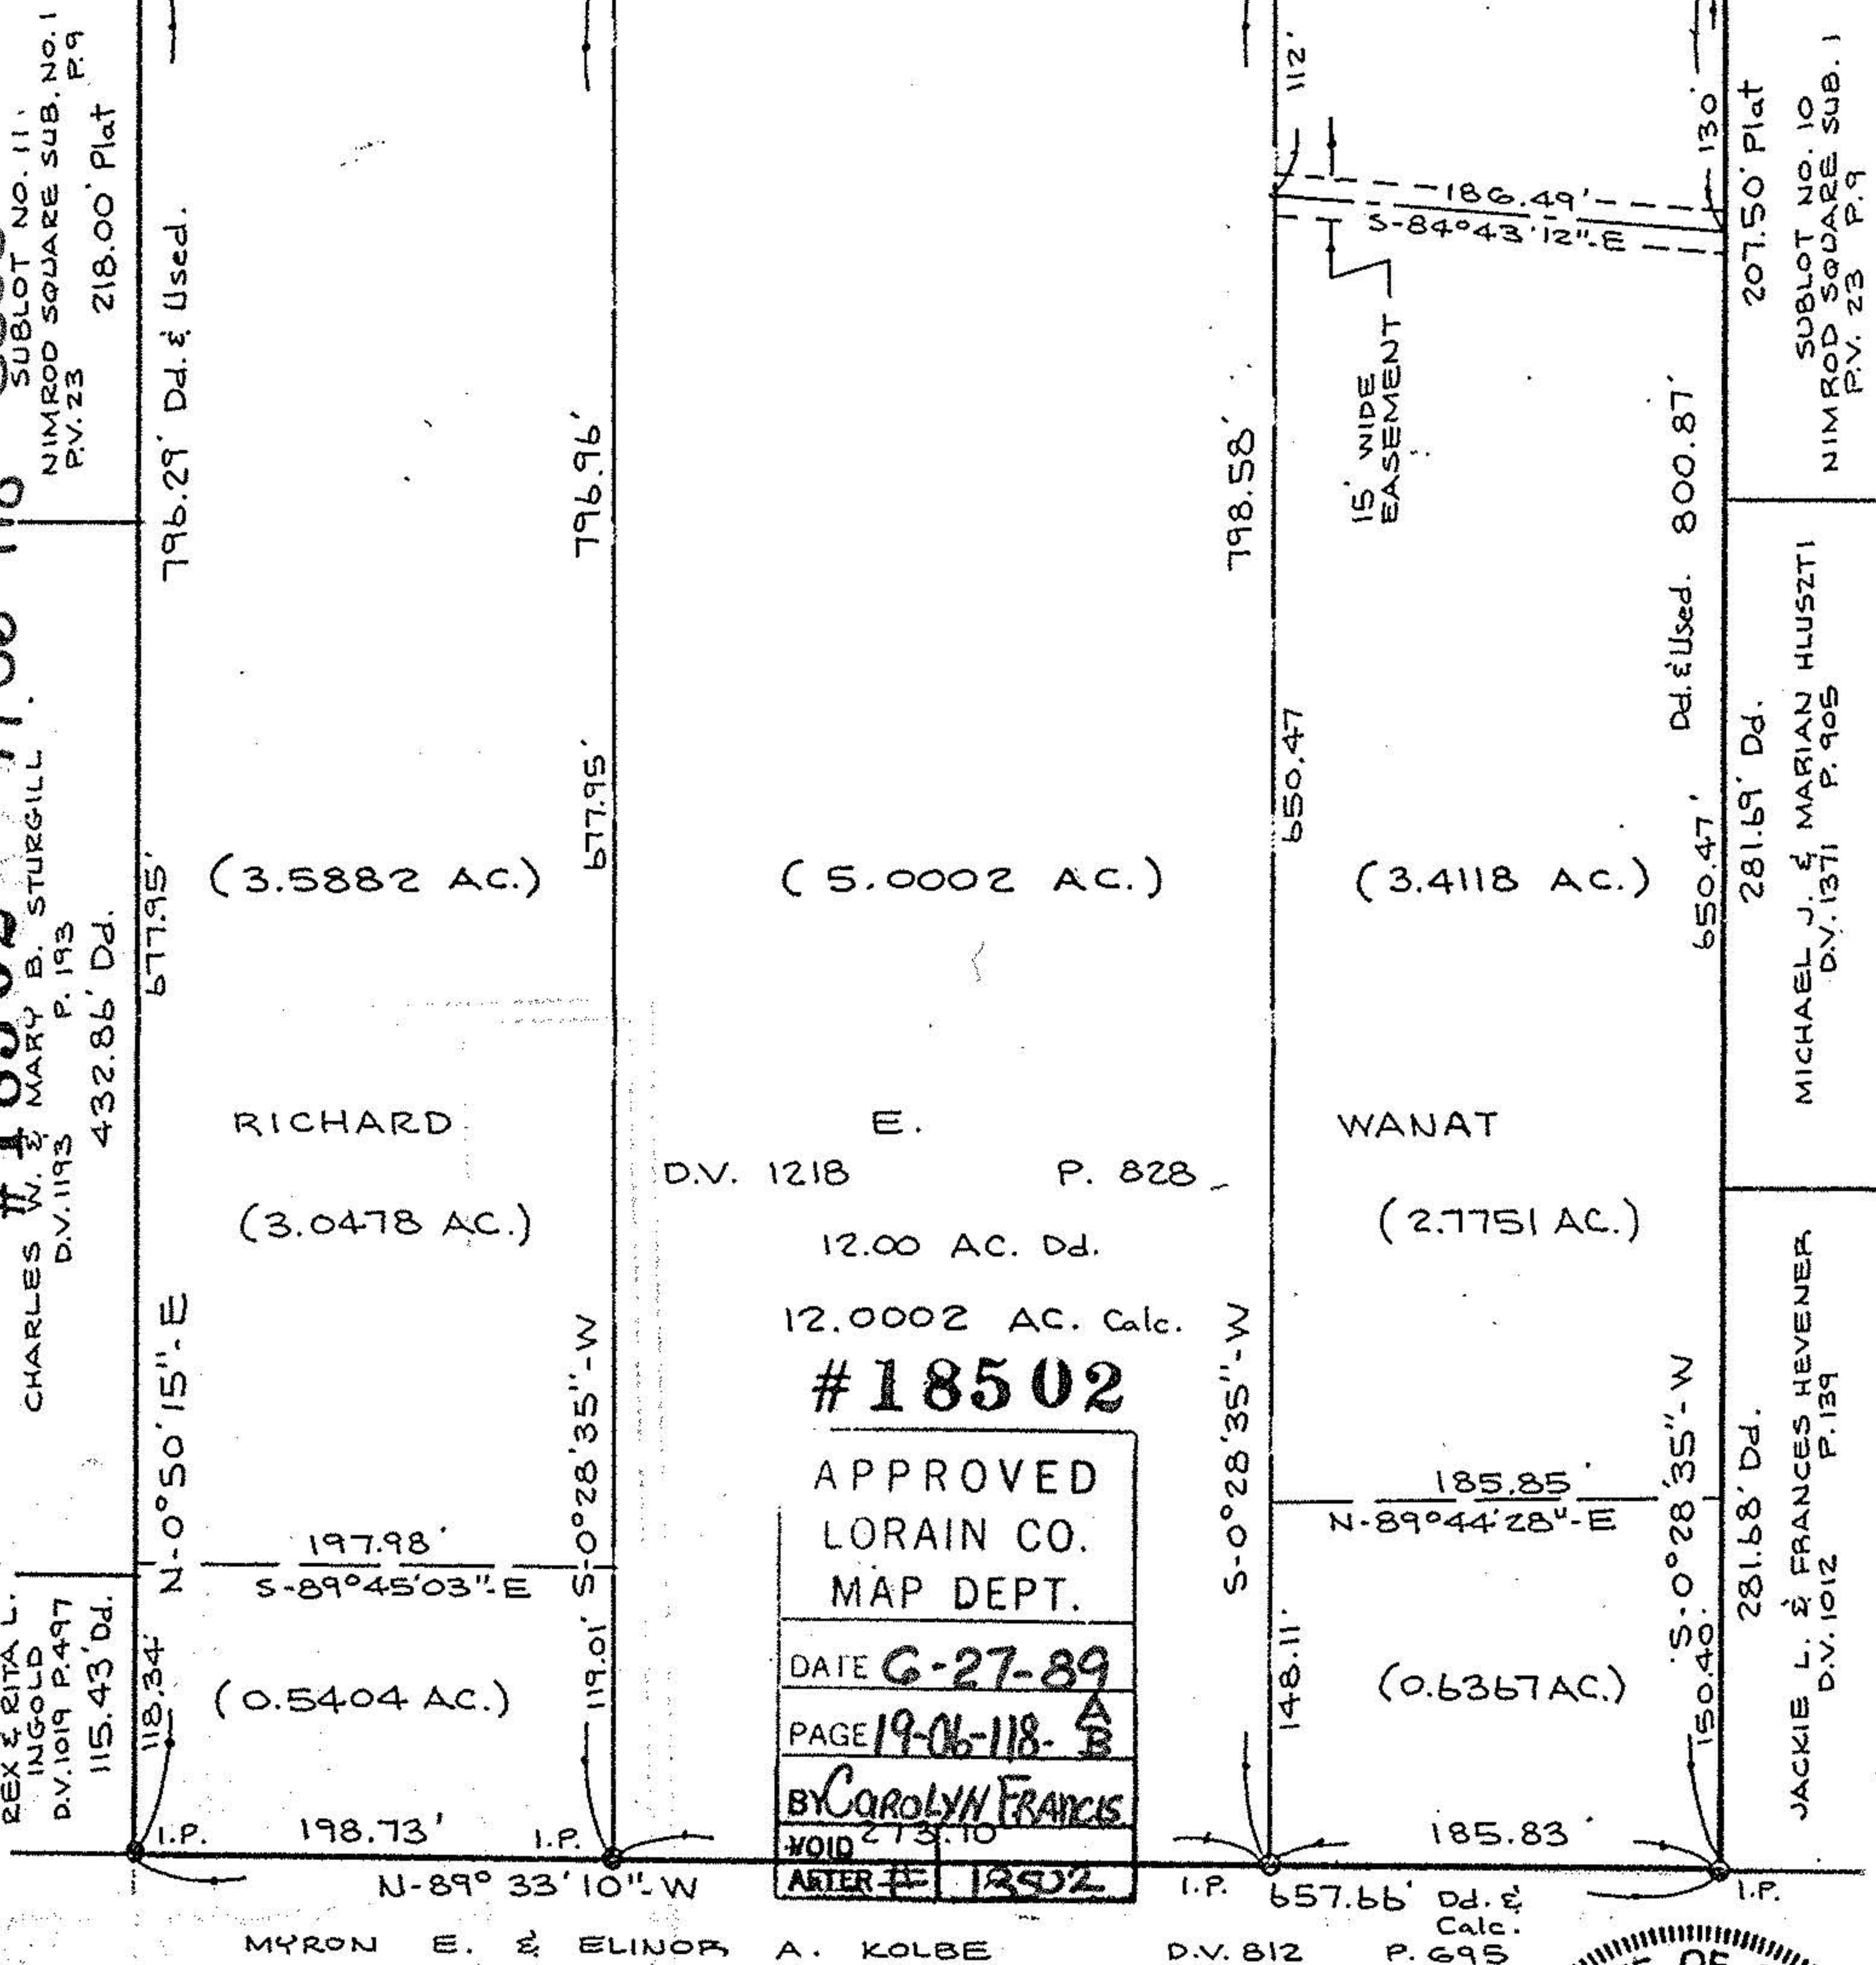 SUBLOT NO. 11
NIMROD SQUARE SUB. NO. 1
P.V. 23 P. 9
218.00' Plat
796.29' Dd. & Used.
796.96'
798.58'
112'
186.49'
S-84°43'12"-E
15' WIDE
EASEMENT
130'
207.50' Plat
SUBLOT NO. 10
NIMROD SQUARE SUB. 1
P.V. 23 P. 9
Dd. & Used. 800.87'
CHARLES W. & MARY B. STURGILL
D.V. 1193 P. 193
432.86' Dd.
677.95'
677.95'
650.47
650.47'
281.69' Dd.
MICHAEL J. & MARIAN HLUSZTI
D.V. 1371 P. 905
(3.5882 AC.)
(5.0002 AC.)
(3.4118 AC.)
RICHARD E. WANAT
D.V. 1218 P. 828
(3.0478 AC.)
(2.7751 AC.)
12.00 AC. Dd.
12.0002 AC. Calc.
#18502
APPROVED
LORAIN CO.
MAP DEPT.
DATE 6-27-89
PAGE 19-06-118- A B
BY CAROLYN FRANCIS
VOID
AFTER # 18502
273.10
N-0°50'15"-E
S-0°28'35"-W
S-0°28'35"-W
S-0°28'35"-W
197.98'
S-89°45'03"-E
185.85'
N-89°44'28"-E
281.68' Dd.
JACKIE L. & FRANCES HEVENER
D.V. 1012 P. 139
REX & RITA L.
INGOLD
D.V. 1019 P. 497
115.43' Dd.
118.34'
(0.5404 AC.)
119.01'
148.11'
(0.6367 AC.)
150.40'
I.P.
198.73'
I.P.
185.83'
N-89°33'10"-W
I.P.
657.66' Dd. &
Calc.
I.P.
MYRON E. & ELINOR A. KOLBE
D.V. 812 P. 695
OF